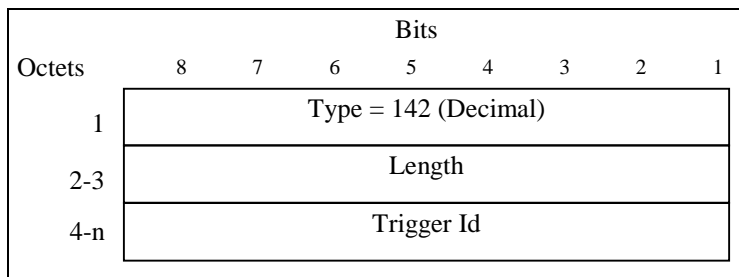 Bits
Octets 8 7 6 5 4 3 2 1
1 Type = 142 (Decimal)
2-3 Length
4-n Trigger Id